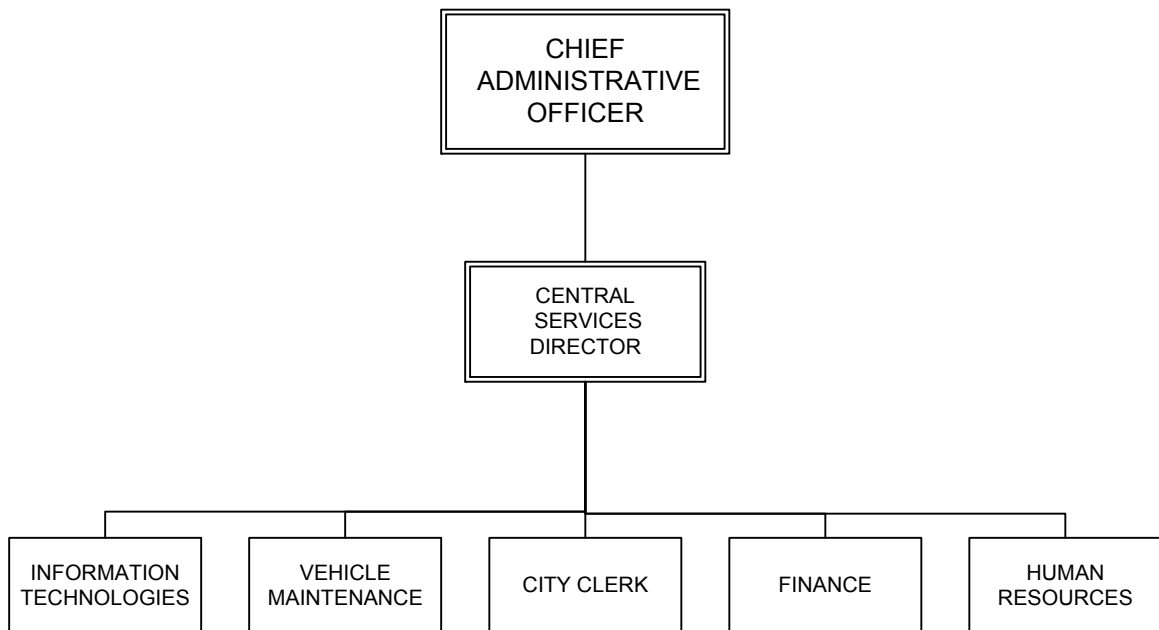 CHIEF
ADMINISTRATIVE
OFFICER
CENTRAL
SERVICES
DIRECTOR
INFORMATION
TECHNOLOGIES
VEHICLE
MAINTENANCE
CITY CLERK
FINANCE
HUMAN
RESOURCES